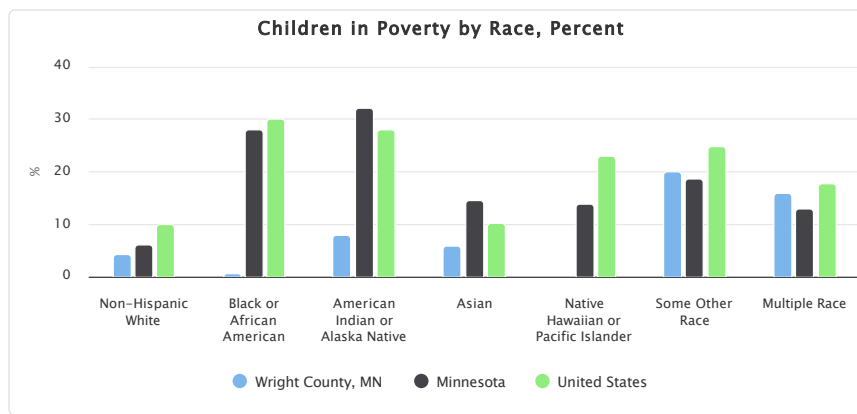 Children in Poverty by Race, Percent
40
30
20
10
0
%
Non-Hispanic
White
Black or
African
American
American
Indian or
Alaska Native
Asian
Native
Hawaiian or
Pacific Islander
Some Other
Race
Multiple Race
Wright County, MN
Minnesota
United States